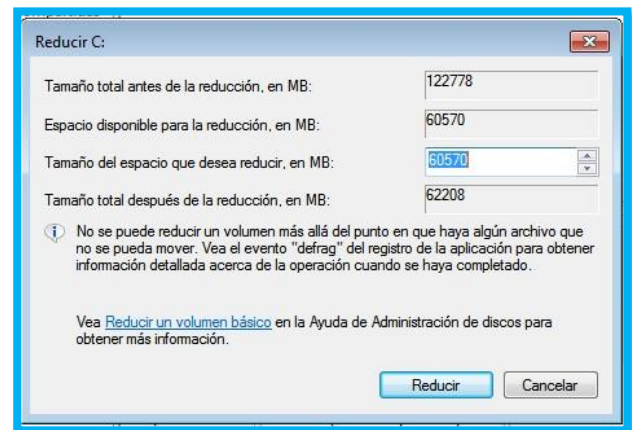 Reducir C:
Tamaño total antes de la reducción, en MB: 122778
Espacio disponible para la reducción, en MB: 60570
Tamaño del espacio que desea reducir, en MB: 60570
Tamaño total después de la reducción, en MB: 62208
No se puede reducir un volumen más allá del punto en que haya algún archivo que
no se pueda mover. Vea el evento "defrag" del registro de la aplicación para obtener
información detallada acerca de la operación cuando se haya completado.
Vea Reducir un volumen básico en la Ayuda de Administración de discos para
obtener más información.
Reducir Cancelar